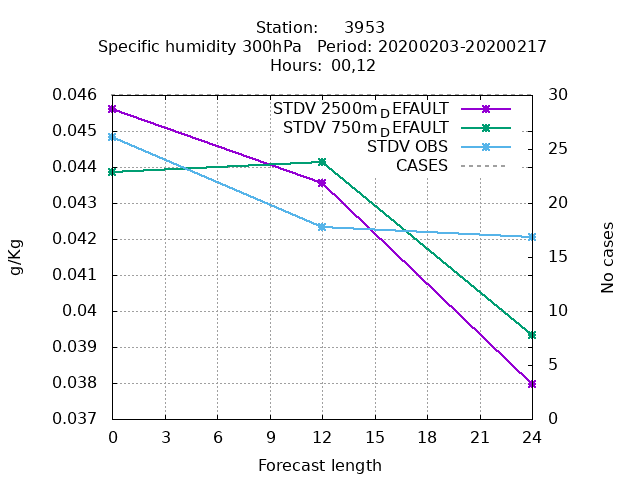 Station: 3953
Specific humidity 300hPa Period: 20200203-20200217
Hours: 00,12
STDV 2500m_DEFAULT
STDV 750m_DEFAULT
STDV OBS
CASES
g/Kg
0.046
0.045
0.044
0.043
0.042
0.041
0.04
0.039
0.038
0.037
30
25
20
15
10
5
0
No cases
0 3 6 9 12 15 18 21 24
Forecast length